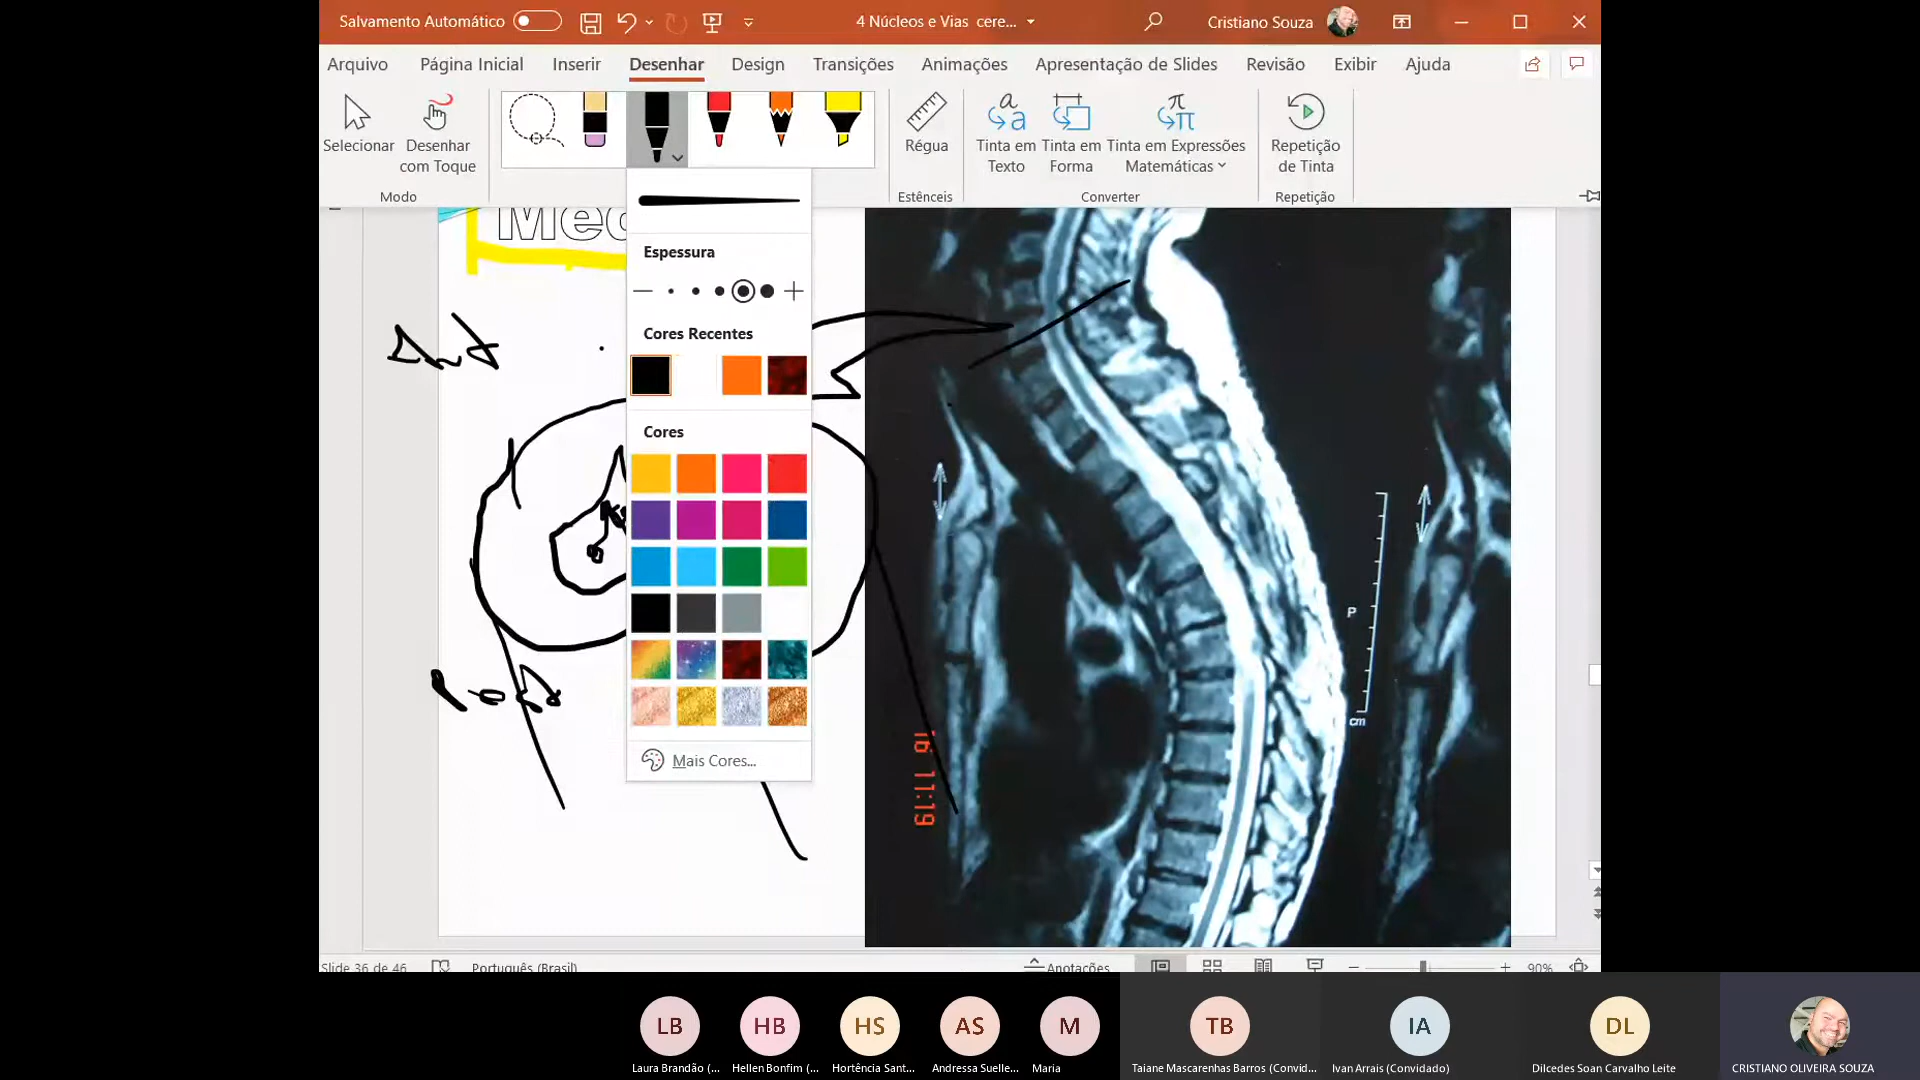 Salvamento Automático
4 Núcleos e Vias cere...
Cristiano Souza
Arquivo Página Inicial Inserir Desenhar Design Transições Animações Apresentação de Slides Revisão Exibir Ajuda
Selecionar
Desenhar com Toque
Régua
Tinta em Texto
Tinta em Forma
Tinta em Expressões Matemáticas
Repetição de Tinta
Modo
Estênceis
Converter
Repetição
Espessura
Cores Recentes
Cores
Mais Cores...
Ant
P
cm
16 11:19
Slide 36 de 46
Português (Brasil)
Anotações
90%
LB
HB
HS
AS
M
TB
IA
DL
Laura Brandão (...
Hellen Bonfim (...
Hortência Sant...
Andressa Suelle...
Maria
Taiane Mascarenhas Barros (Convid...
Ivan Arrais (Convidado)
Dilcedes Soan Carvalho Leite
CRISTIANO OLIVEIRA SOUZA